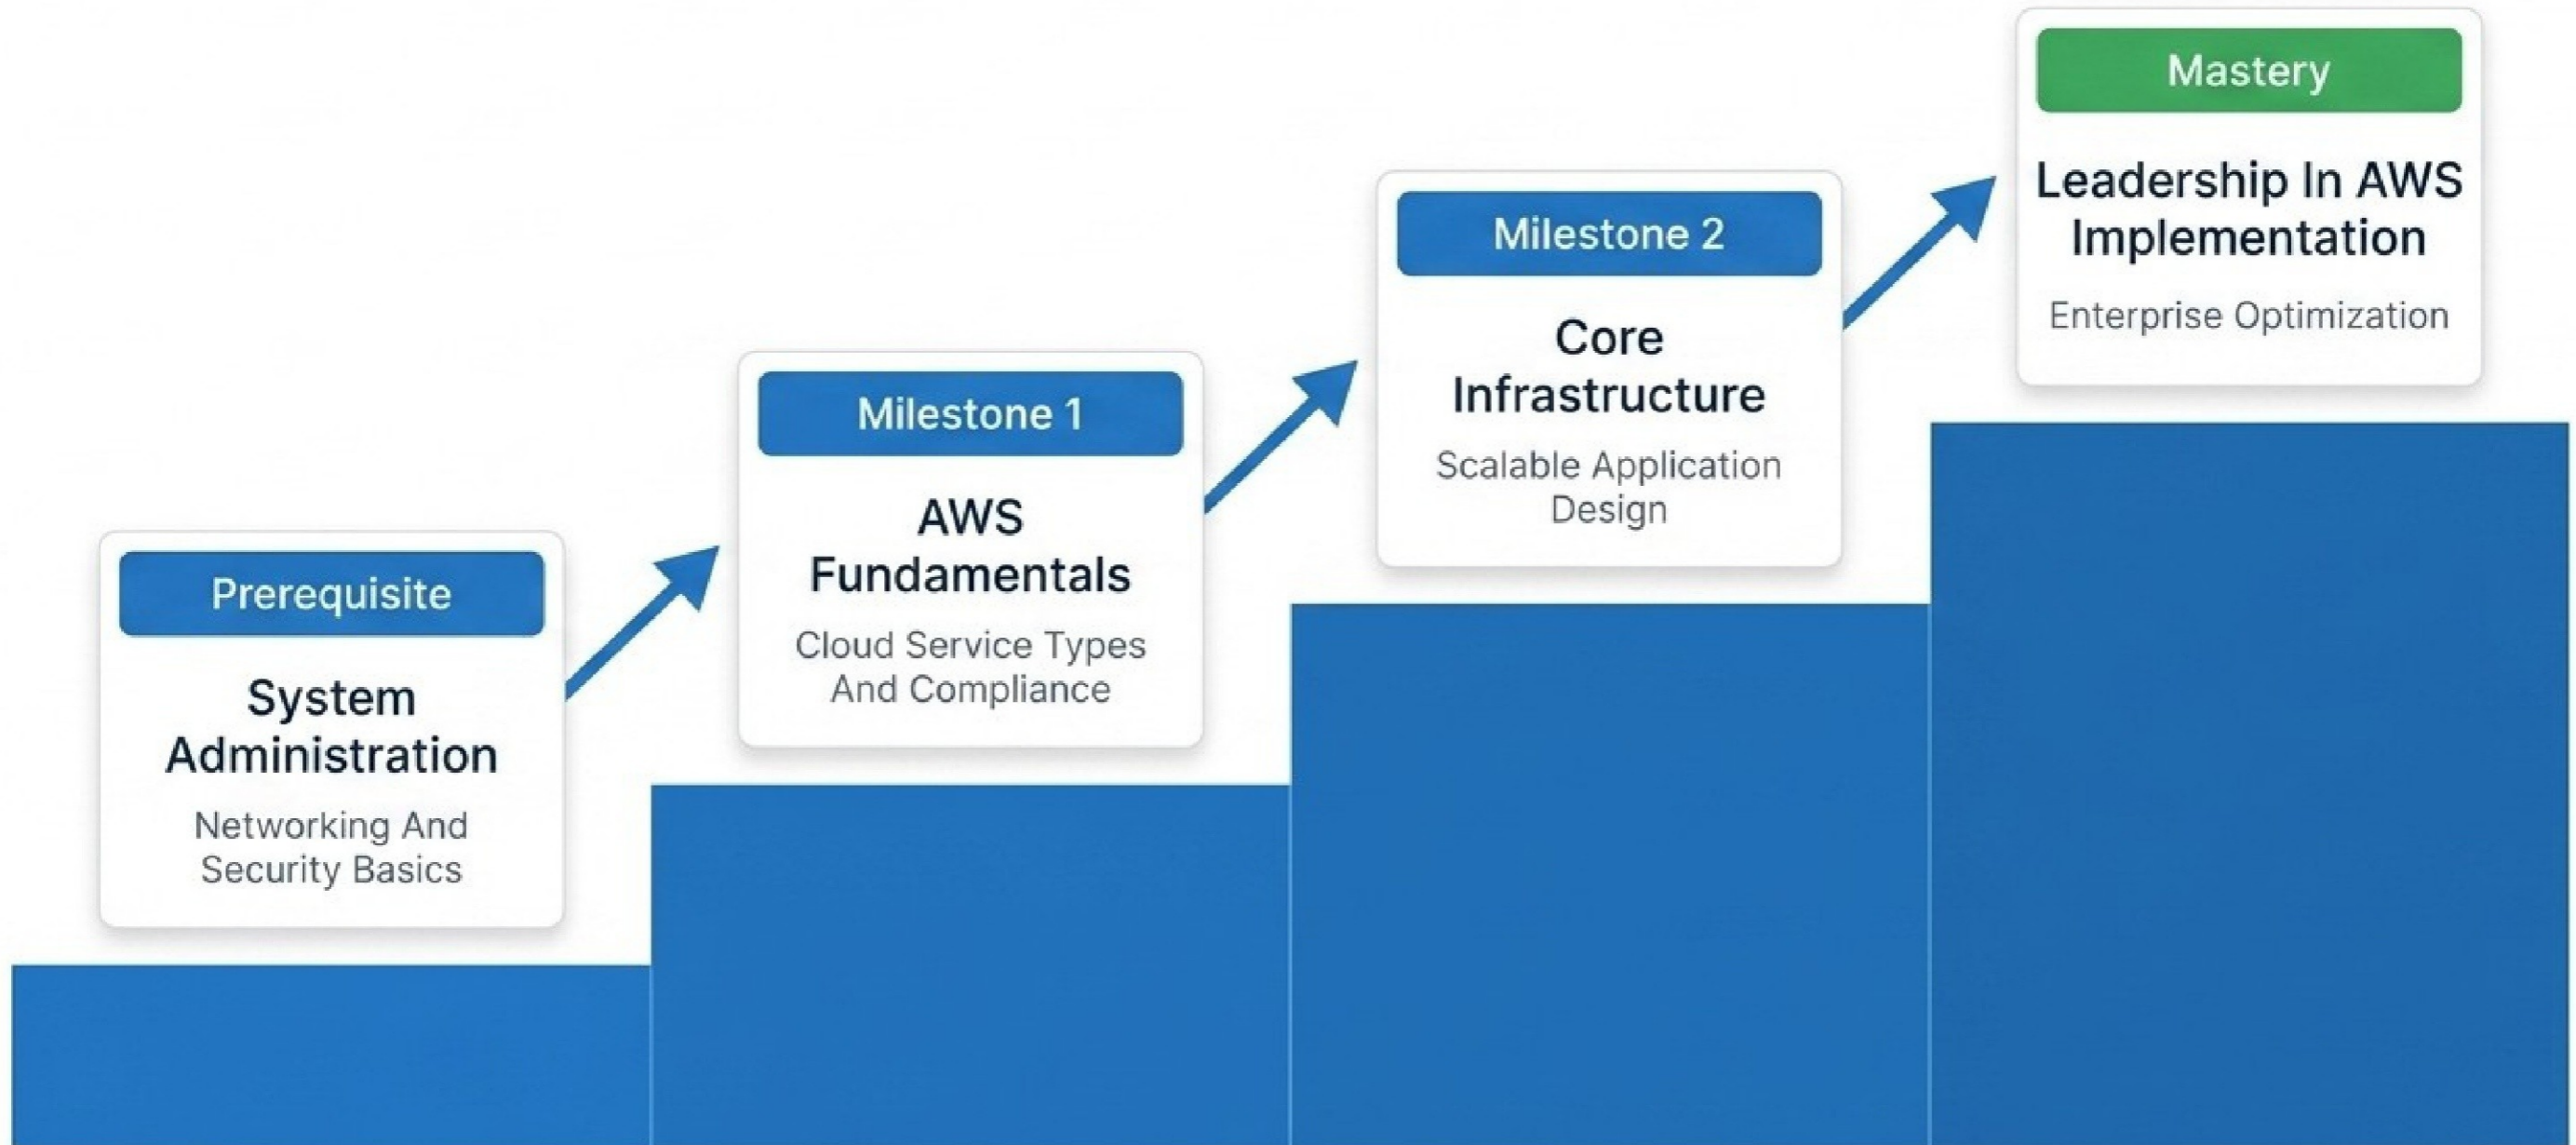 Prerequisite
System
Administration
Networking And
Security Basics
Milestone 1
AWS
Fundamentals
Cloud Service Types
And Compliance
Milestone 2
Core
Infrastructure
Scalable Application
Design
Mastery
Leadership In AWS
Implementation
Enterprise Optimization